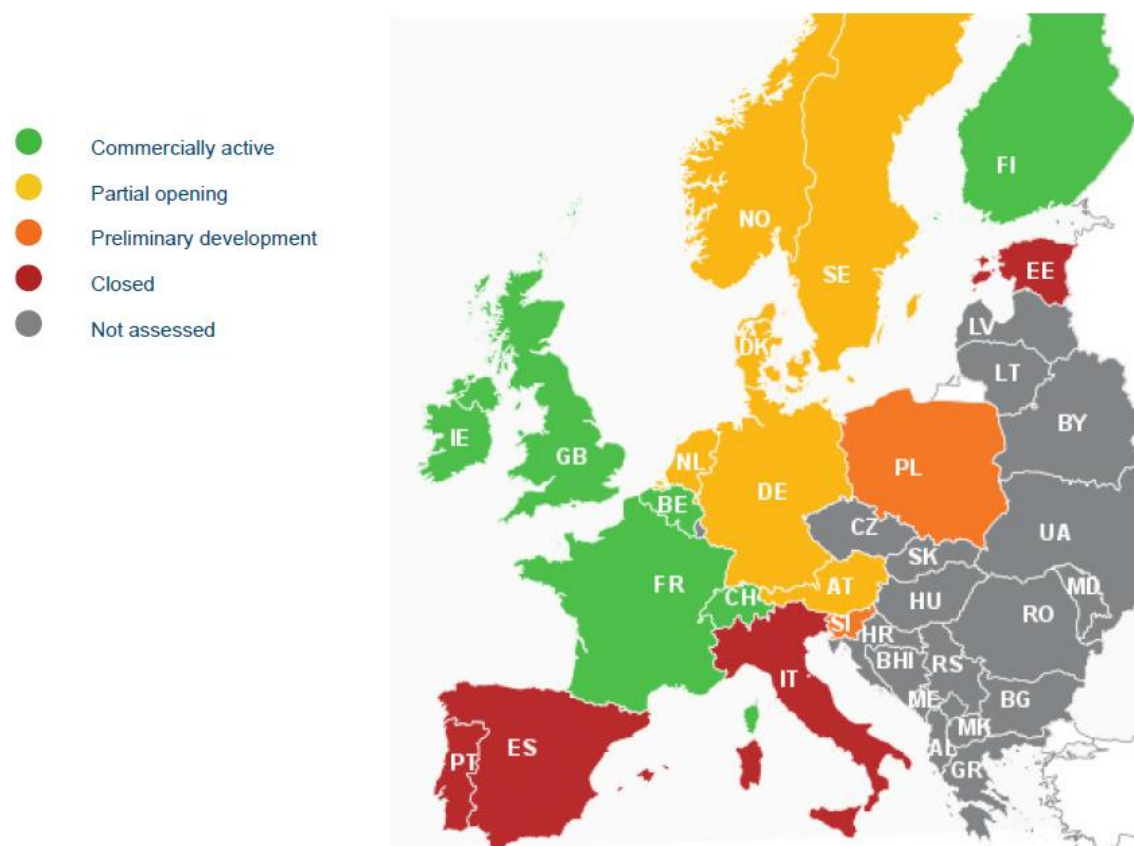 Commercially active
Partial opening
Preliminary development
Closed
Not assessed
FI
NO
SE
EE
LV
DK
LT
BY
IE
GB
NL
DE
PL
BE
CZ
UA
SK
FR
CH
AT
MD
HU
RO
SI
HR
BHI
RS
IT
ME
BG
MK
PT
ES
AL
GR